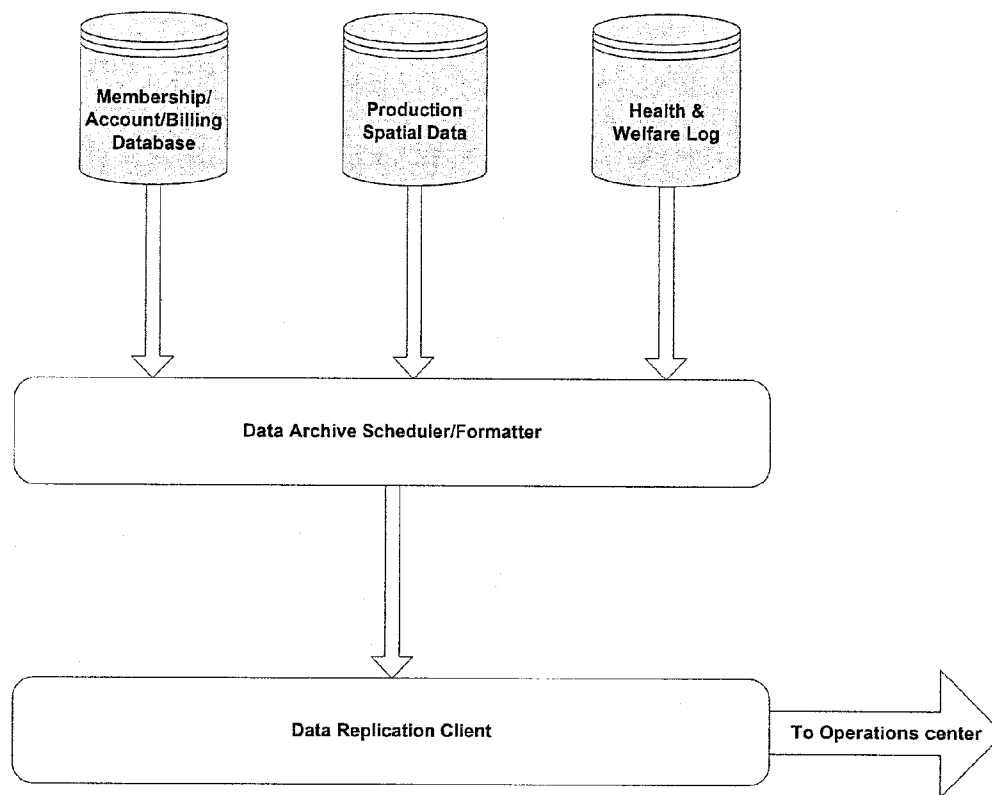 Membership/
Account/Billing
Database
Production
Spatial Data
Health &
Welfare Log
Data Archive Scheduler/Formatter
Data Replication Client
To Operations center